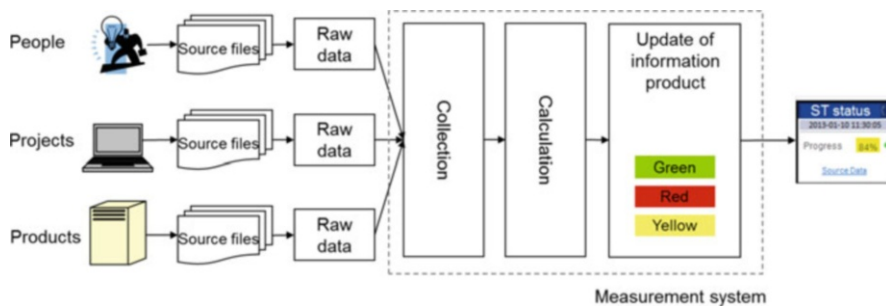 People
Source files
Raw
data
Projects
Source files
Raw
data
Products
Source files
Raw
data
Collection
Calculation
Update of
information
product
Green
Red
Yellow
ST status
2013-01-10 11:30:05
Progress 84%
Source Data
Measurement system